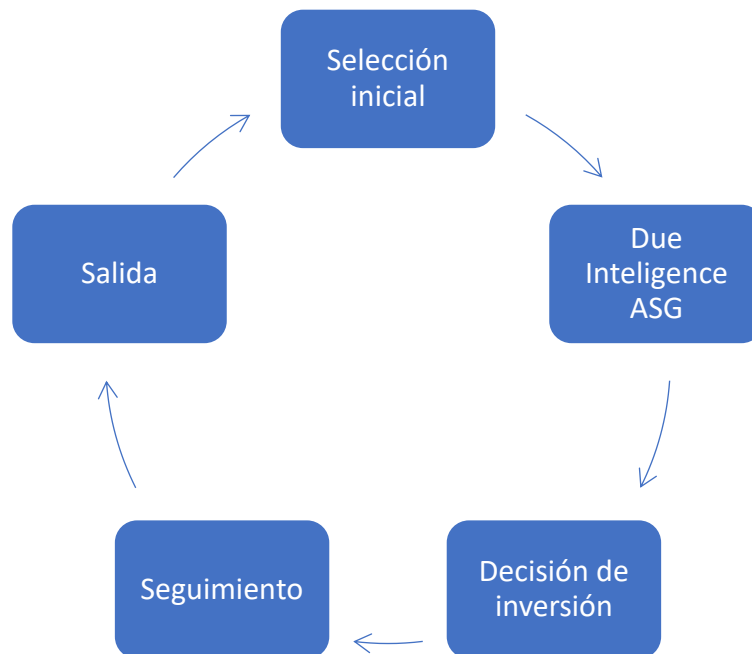 Selección
inicial
Due
Inteligence
ASG
Decisión de
inversión
Seguimiento
Salida